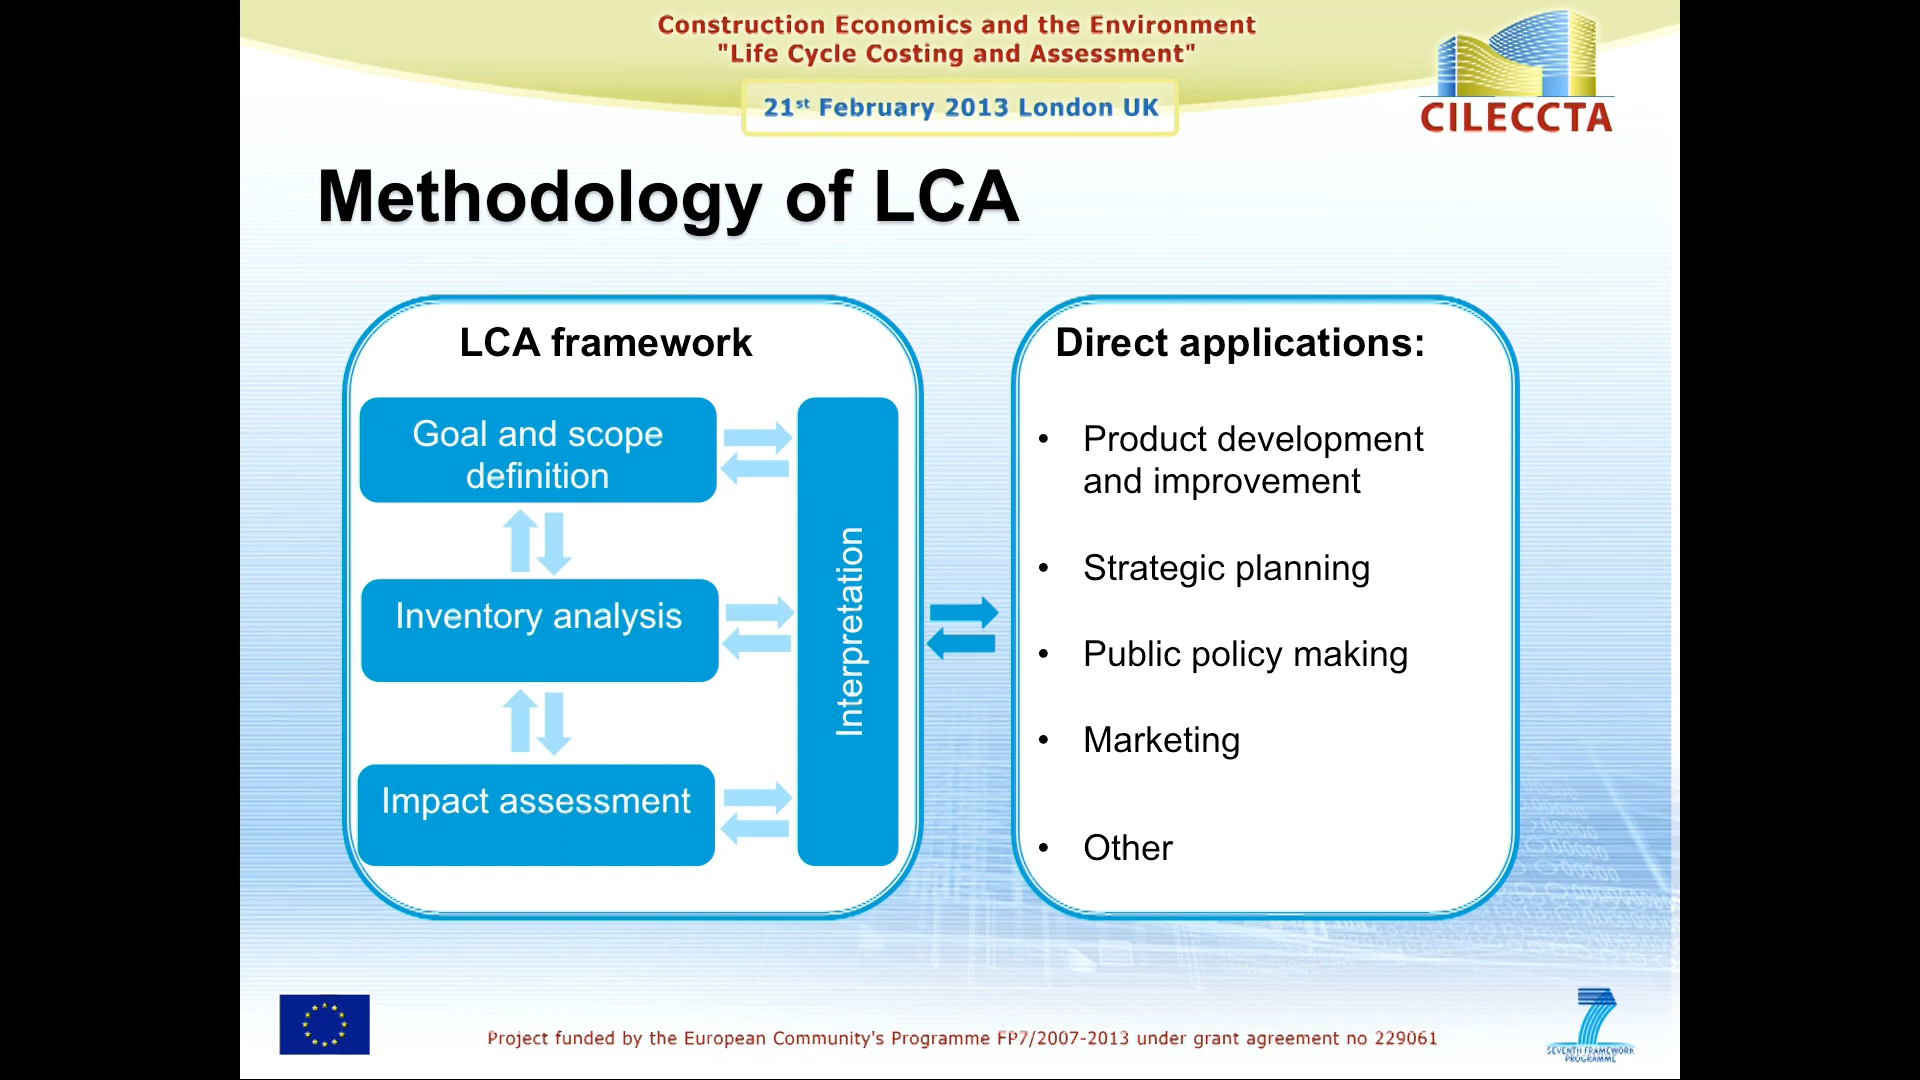 Construction Economics and the Environment
"Life Cycle Costing and Assessment"
21st February 2013 London UK
CILECCTA
Methodology of LCA
LCA framework
Goal and scope
definition
Inventory analysis
Impact assessment
Interpretation
Direct applications:
• Product development
and improvement
• Strategic planning
• Public policy making
• Marketing
• Other
Project funded by the European Community's Programme FP7/2007-2013 under grant agreement no 229061
SEVENTH FRAMEWORK
PROGRAMME